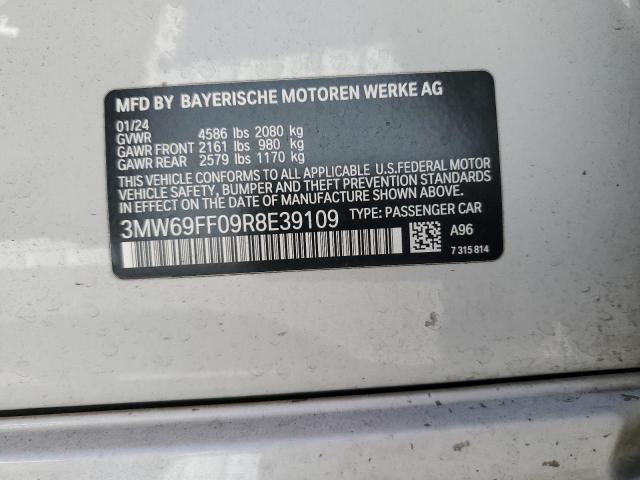 MFD BY BAYERISCHE MOTOREN WERKE AG
01/24
GVWR 4586 lbs 2080 kg
GAWR FRONT 2161 lbs 980 kg
GAWR REAR 2579 lbs 1170 kg
THIS VEHICLE CONFORMS TO ALL APPLICABLE U.S.FEDERAL MOTOR
VEHICLE SAFETY, BUMPER, AND THEFT PREVENTION STANDARDS
IN EFFECT ON THE DATE OF MANUFACTURE SHOWN ABOVE.
3MW69FF09R8E39109 TYPE: PASSENGER CAR
A96
7 315 814